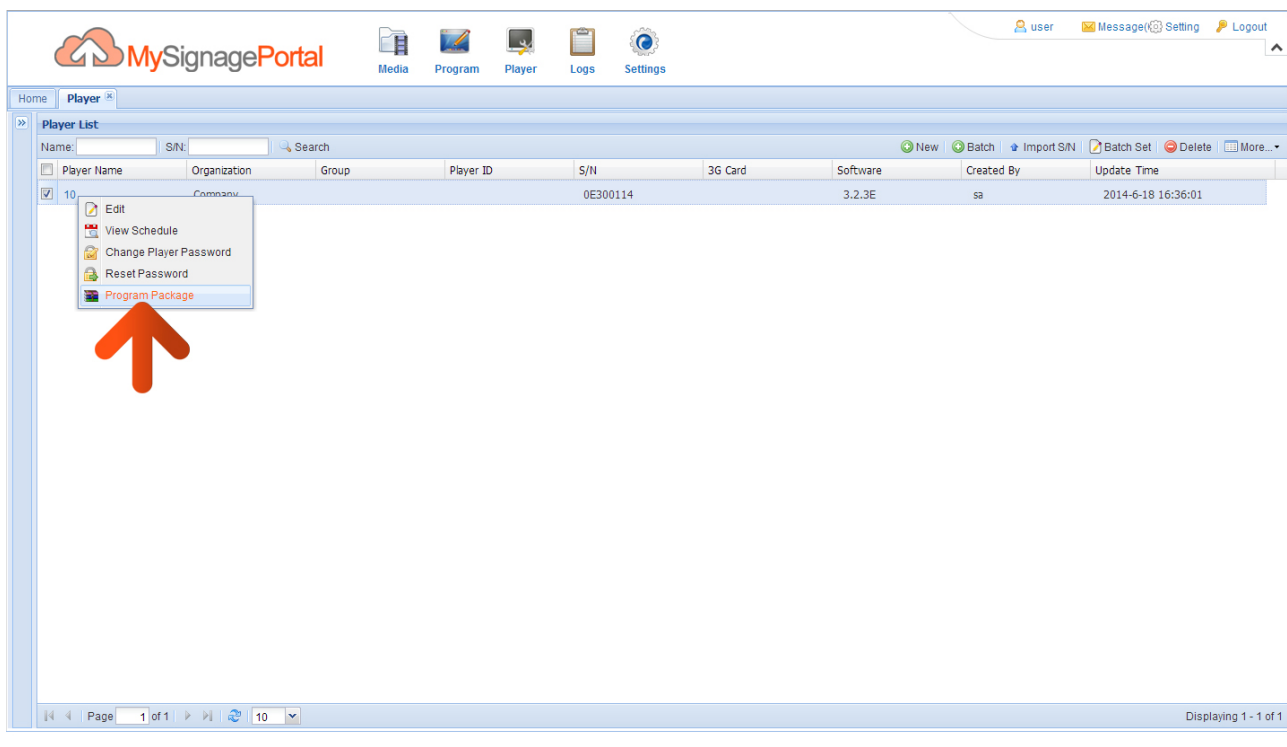 user Message( Setting Logout
MySignagePortal
Media Program Player Logs Settings
Home Player
Player List
Name: S/N: Search New Batch Import S/N Batch Set Delete More...
Player Name Organization Group Player ID S/N 3G Card Software Created By Update Time
10 Company 0E300114 3.2.3E sa 2014-6-18 16:36:01
Edit
View Schedule
Change Player Password
Reset Password
Program Package
Page 1 of 1 10 Displaying 1 - 1 of 1